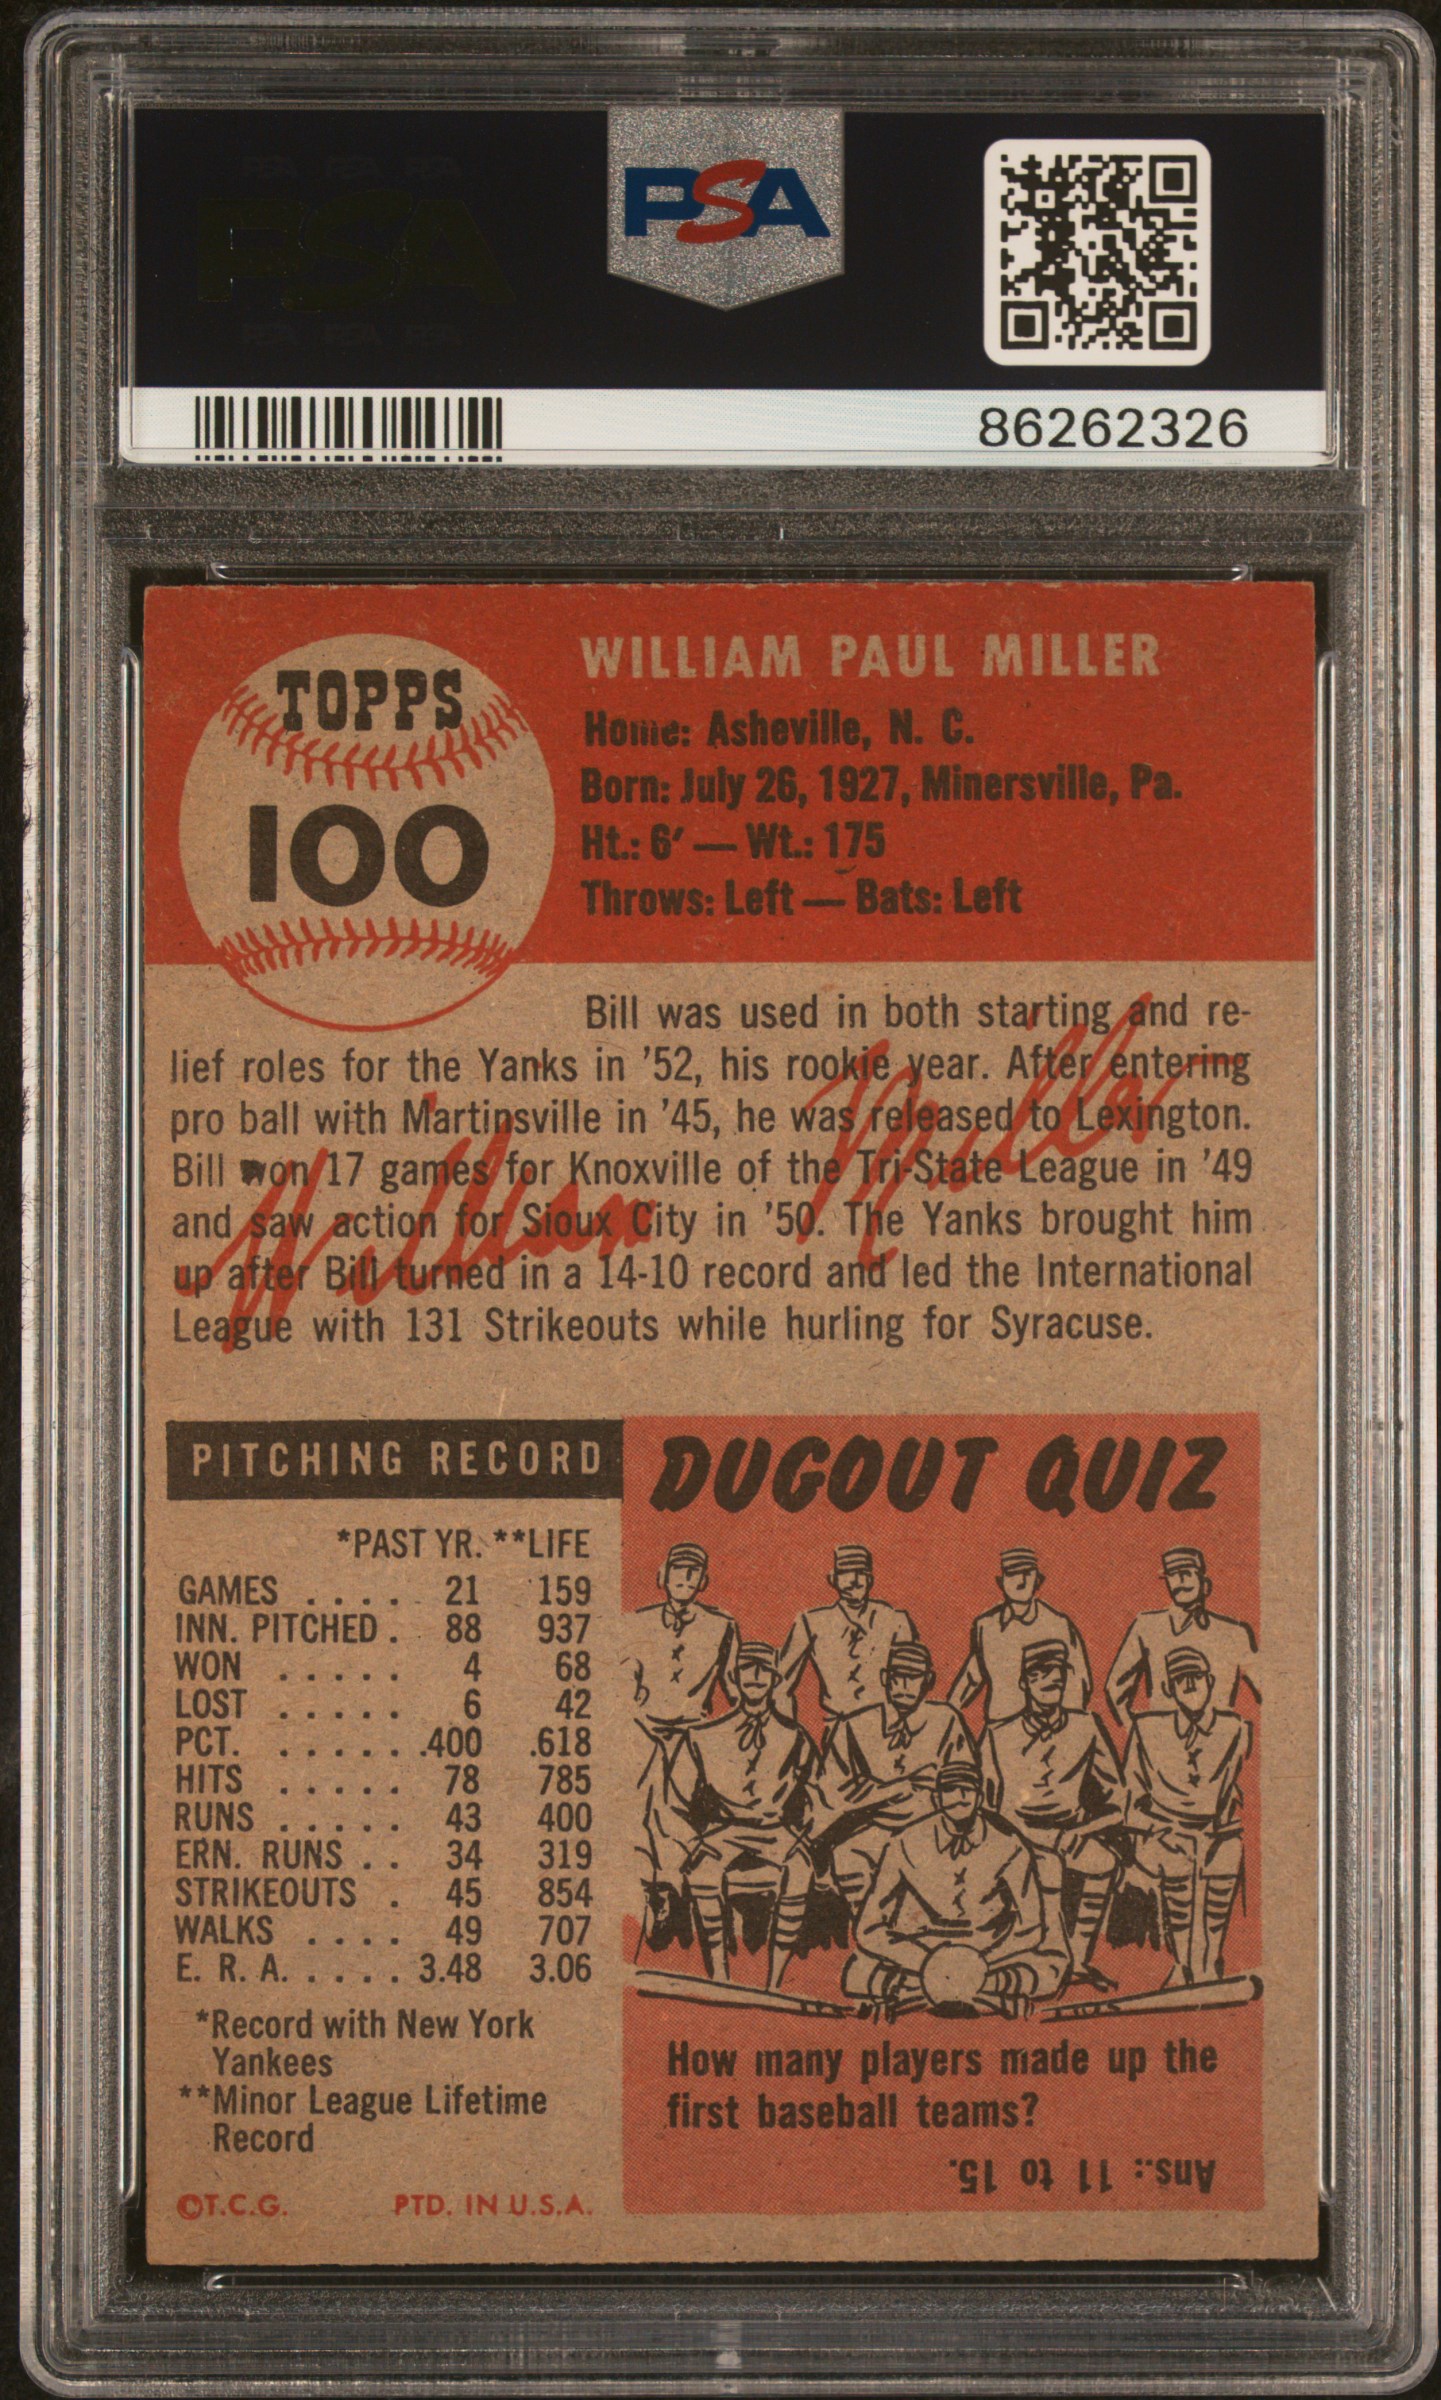 PSA
PSA
86262326
TOPPS
100
WILLIAM PAUL MILLER
Home: Asheville, N. C.
Born: July 26, 1927, Minersville, Pa.
Ht.: 6′ — Wt.: 175
Throws: Left — Bats: Left
Bill was used in both starting and re-
lief roles for the Yanks in ’52, his rookie year. After entering
pro ball with Martinsville in ’45, he was released to Lexington.
Bill won 17 games for Knoxville of the Tri-State League in ’49
and saw action for Sioux City in ’50. The Yanks brought him
up after Bill turned in a 14-10 record and led the International
League with 131 Strikeouts while hurling for Syracuse.
William Miller
PITCHING RECORD
*PAST YR. **LIFE
GAMES . . . . . 21 159
INN. PITCHED . 88 937
WON . . . . . 4 68
LOST . . . . . 6 42
PCT. . . . . . . .400 .618
HITS . . . . . 78 785
RUNS . . . . . 43 400
ERN. RUNS . . 34 319
STRIKEOUTS . 45 854
WALKS . . . . 49 707
E. R. A. . . . . . 3.48 3.06
*Record with New York
Yankees
**Minor League Lifetime
Record
©T.C.G. PTD. IN U.S.A.
DUGOUT QUIZ
How many players made up the
first baseball teams?
Ans.: 11 to 15.